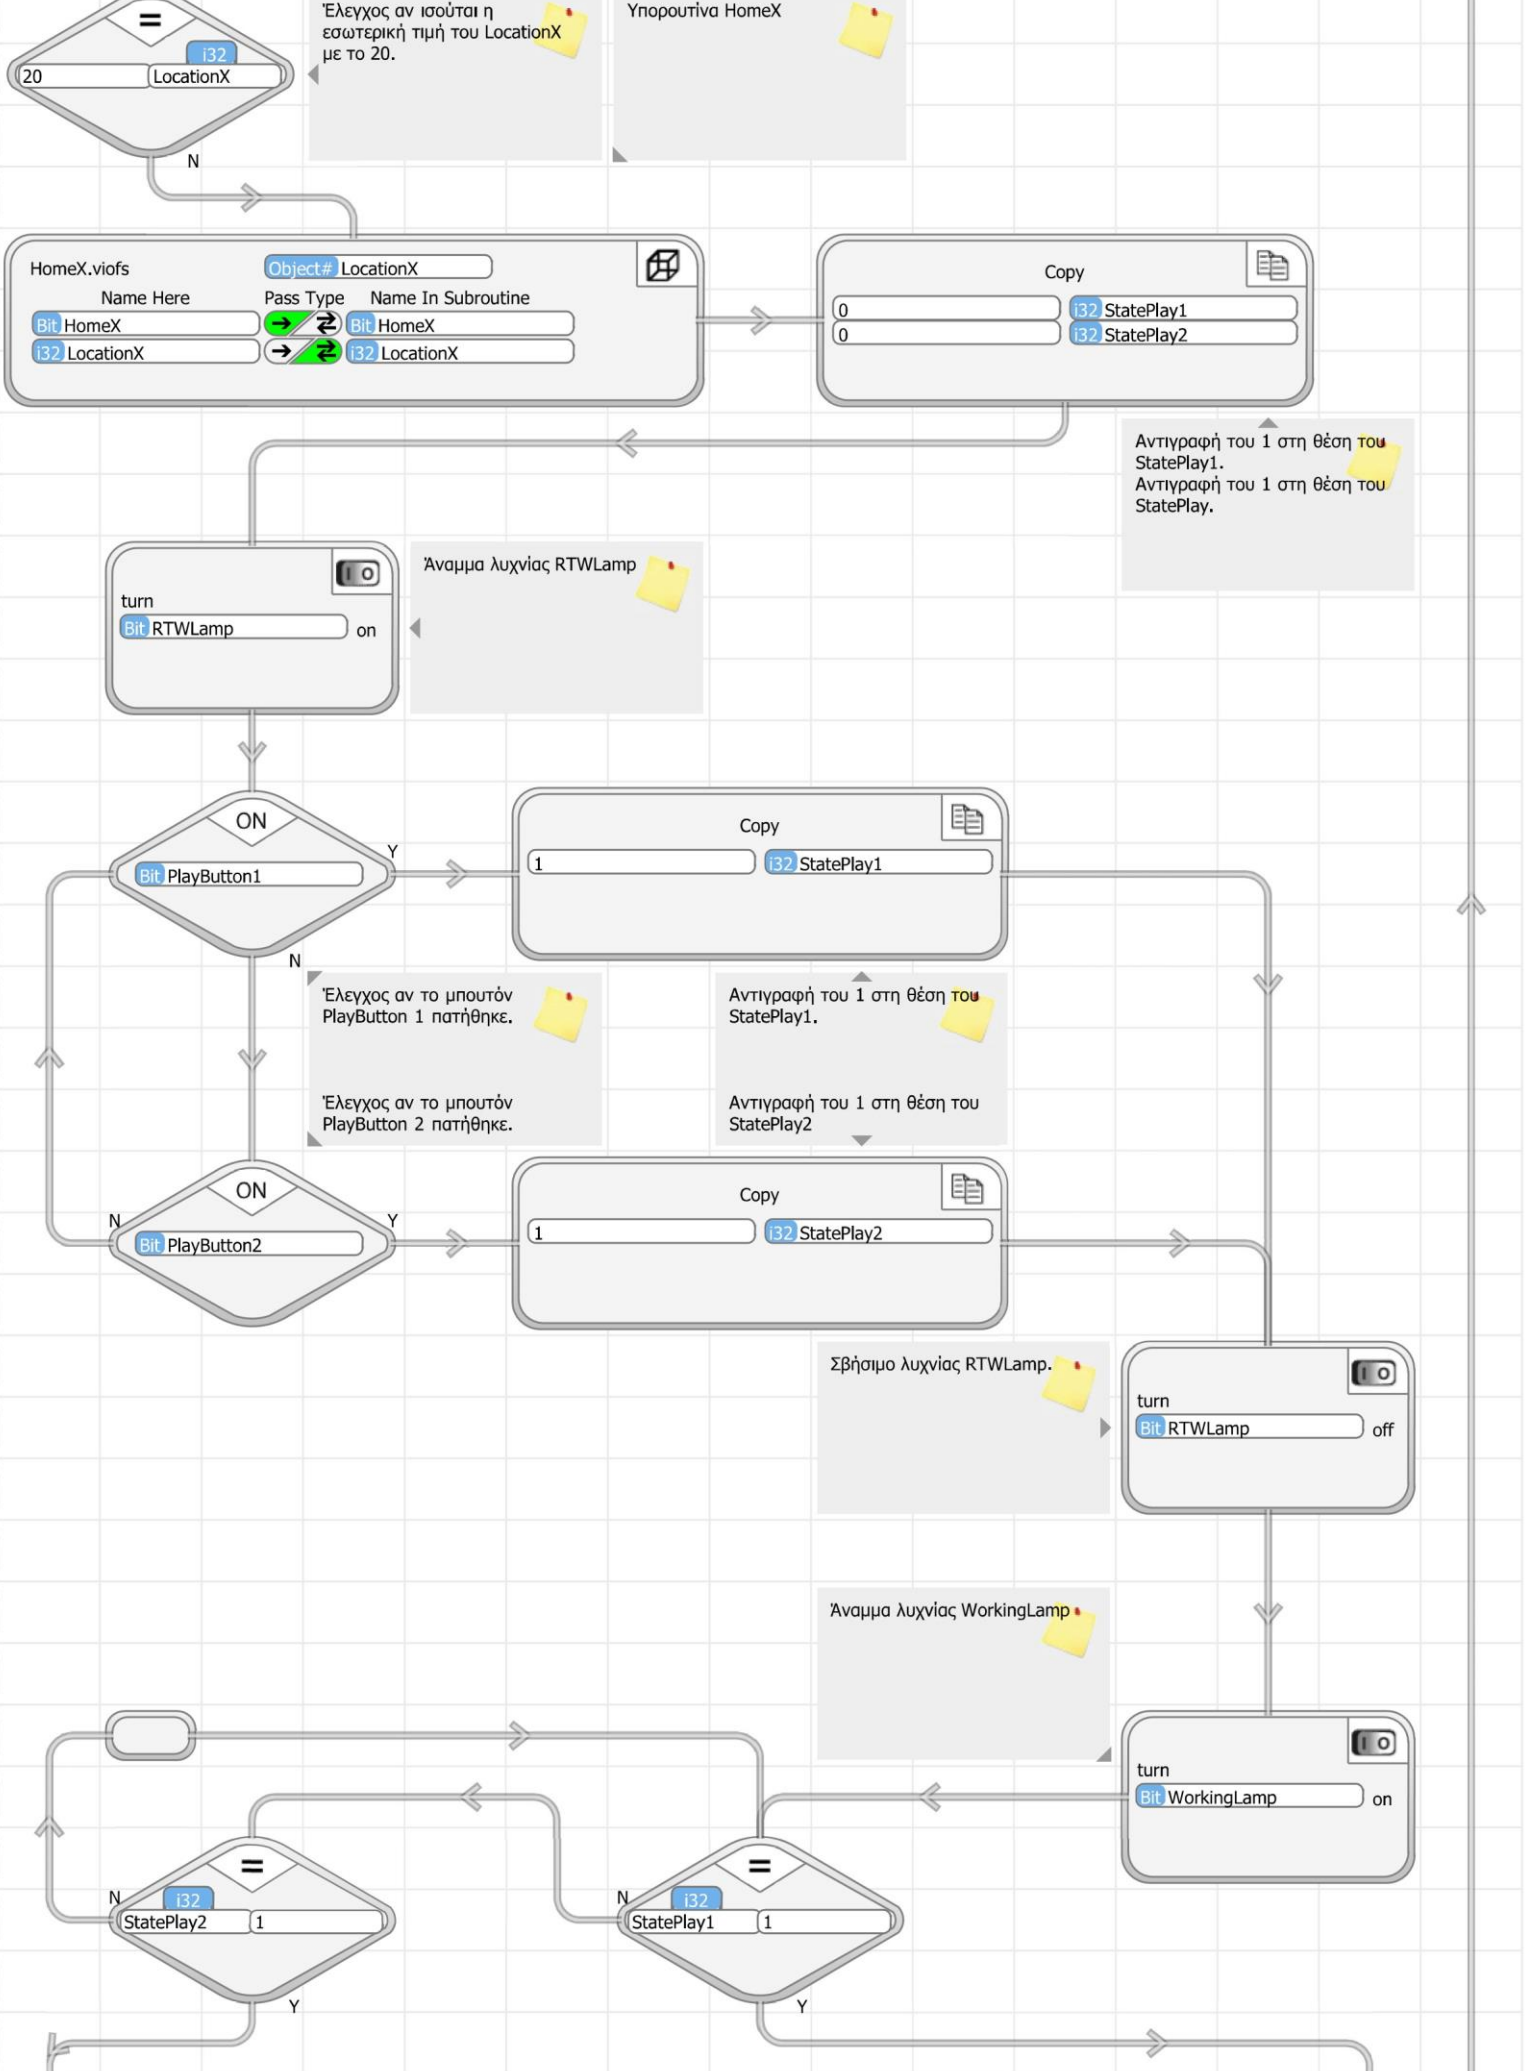 =
i32
20 LocationX
N
Έλεγχος αν ισούται η
εσωτερική τιμή του LocationX
με το 20.
Υπορουτίνα HomeX
HomeX.viofs Object# LocationX
Name Here Pass Type Name In Subroutine
Bit HomeX Bit HomeX
i32 LocationX i32 LocationX
Copy
0 i32 StatePlay1
0 i32 StatePlay2
Αντιγραφή του 1 στη θέση του
StatePlay1.
Αντιγραφή του 1 στη θέση του
StatePlay.
turn
Bit RTWLamp on
Άναμμα λυχνίας RTWLamp
ON
Bit PlayButton1
Y
N
Copy
1 i32 StatePlay1
Έλεγχος αν το μπουτόν
PlayButton 1 πατήθηκε.
Έλεγχος αν το μπουτόν
PlayButton 2 πατήθηκε.
Αντιγραφή του 1 στη θέση του
StatePlay1.
Αντιγραφή του 1 στη θέση του
StatePlay2
ON
N Y
Bit PlayButton2
Copy
1 i32 StatePlay2
Σβήσιμο λυχνίας RTWLamp.
turn
Bit RTWLamp off
Άναμμα λυχνίας WorkingLamp
turn
Bit WorkingLamp on
=
N i32
StatePlay2 1
Y
=
N i32
StatePlay1 1
Y